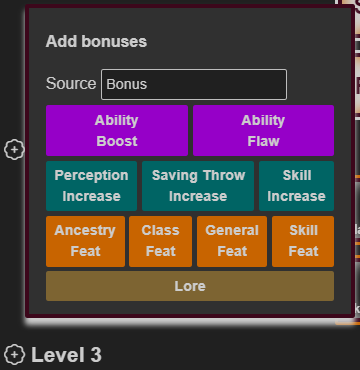 Add bonuses
Source Bonus
Ability Boost
Ability Flaw
Perception Increase
Saving Throw Increase
Skill Increase
Ancestry Feat
Class Feat
General Feat
Skill Feat
Lore
Level 3